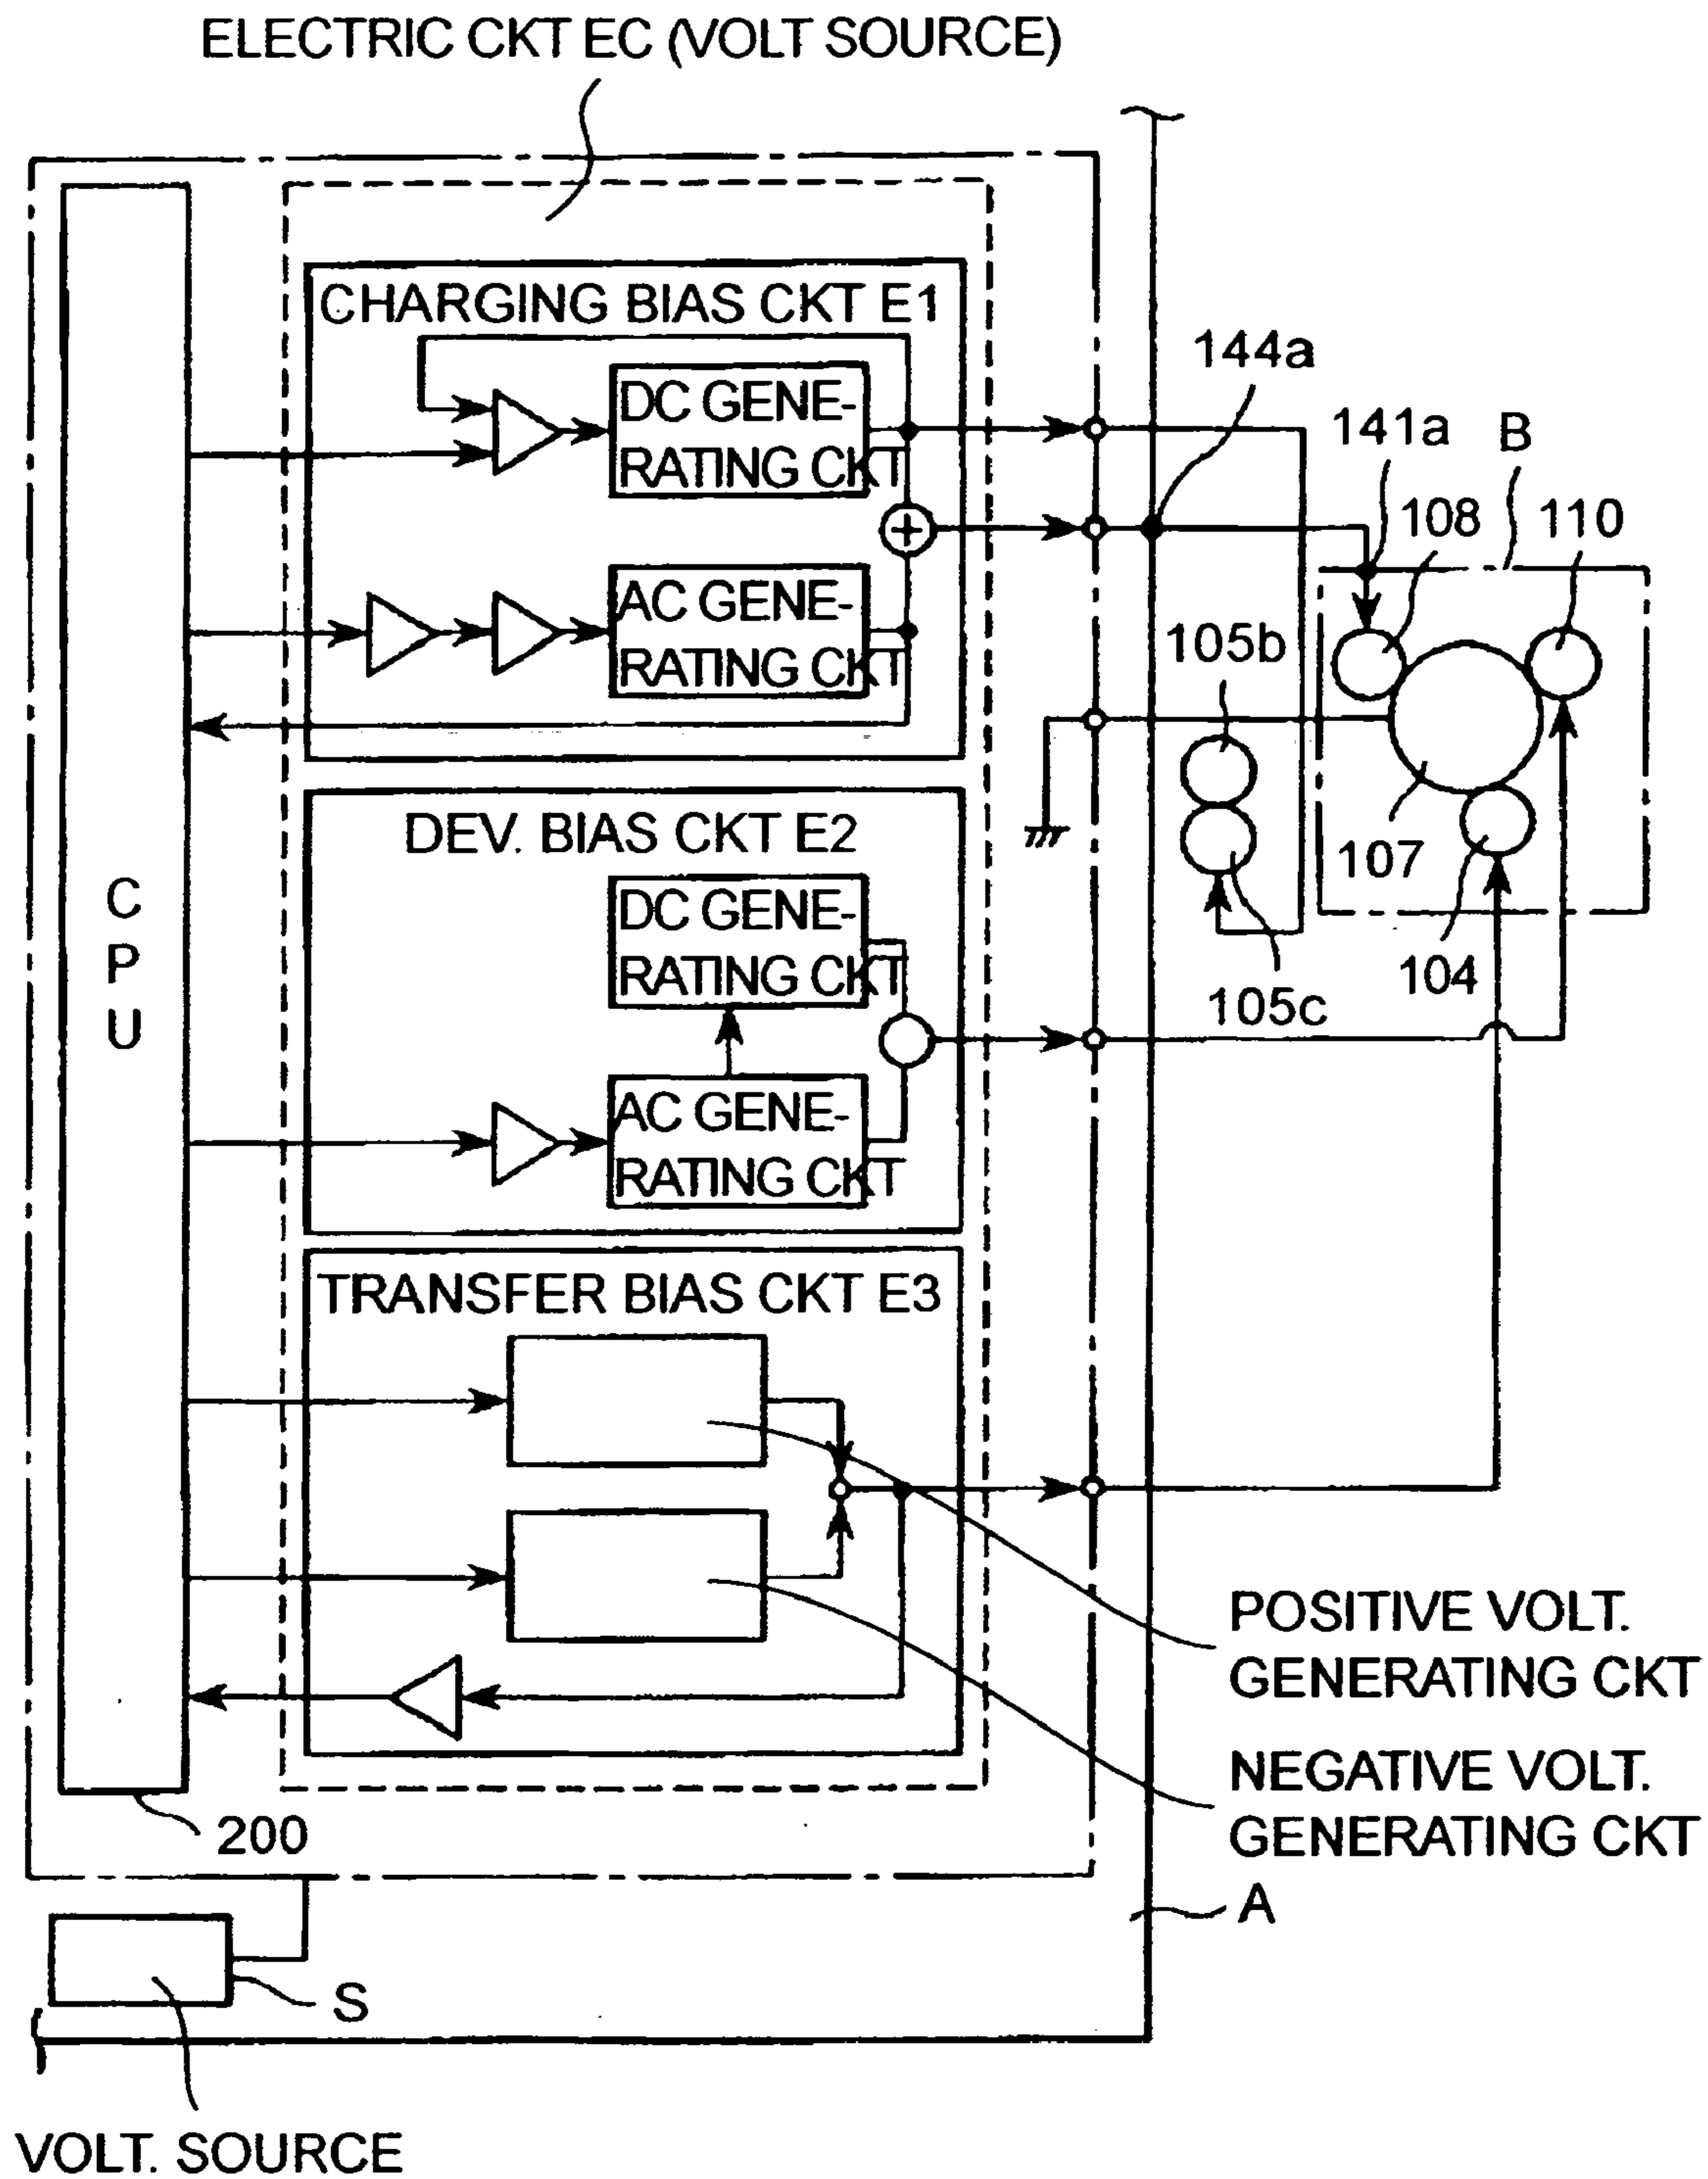 ELECTRIC CKT EC (VOLT SOURCE)
CHARGING BIAS CKT E1
DC GENE-
RATING CKT
AC GENE-
RATING CKT
144a
141a
B
108
110
105b
107
104
105c
CPU
DEV. BIAS CKT E2
DC GENE-
RATING CKT
AC GENE-
RATING CKT
TRANSFER BIAS CKT E3
POSITIVE VOLT.
GENERATING CKT
NEGATIVE VOLT.
GENERATING CKT
200
A
S
VOLT. SOURCE